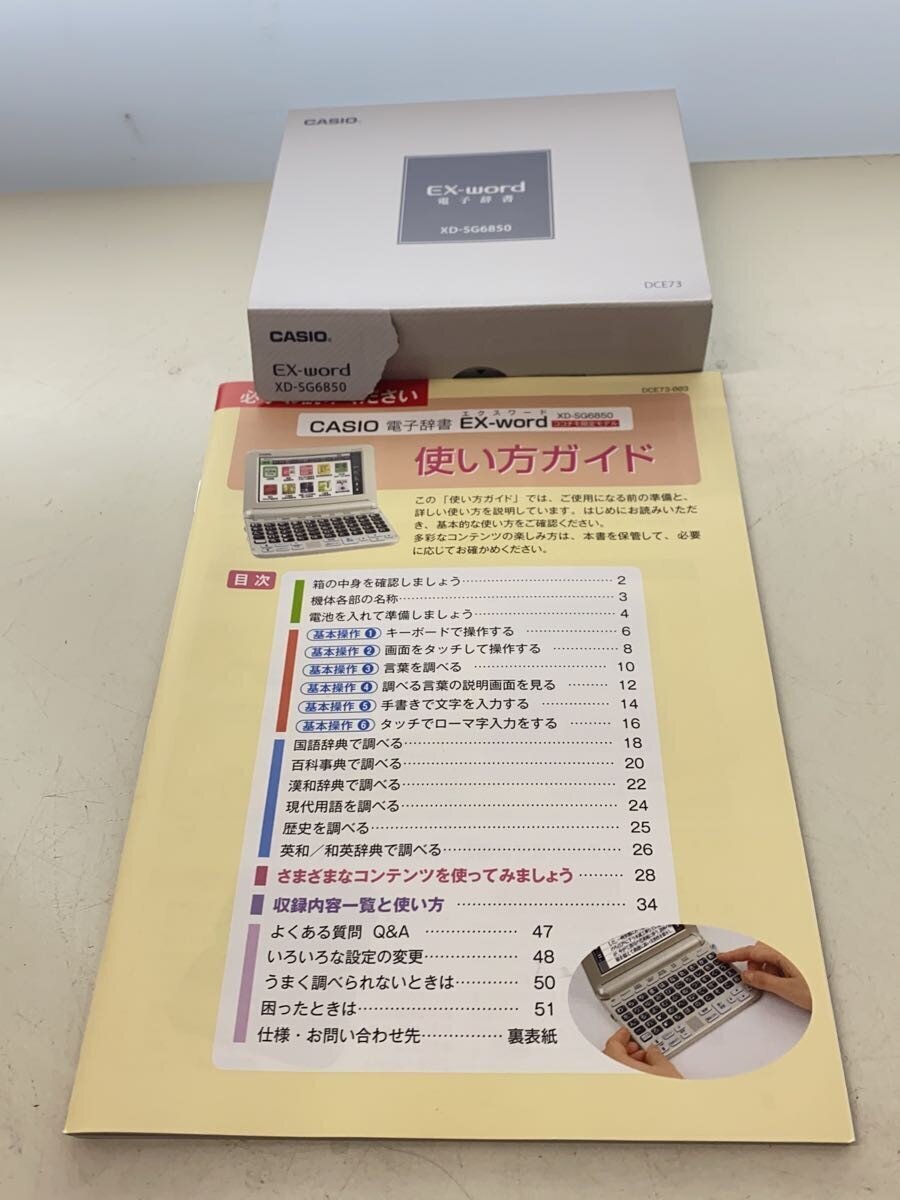 CASIO
EX-word
電子辞書
XD-SG6850
DCE73
CASIO
EX-word
XD-SG6850
DCE73-003
エクスワード
CASIO 電子辞書 EX-word XD-SG6850
ココデモ限定モデル
使い方ガイド
この「使い方ガイド」では、ご使用になる前の準備と、
詳しい使い方を説明しています。はじめにお読みいただ
き、基本的な使い方をご確認ください。
多彩なコンテンツの楽しみ方は、本書を保管して、必要
に応じてお確かめください。
目次
箱の中身を確認しましょう……………………… 2
機体各部の名称……………………………… 3
電池を入れて準備しましょう…………………… 4
基本操作 1 キーボードで操作する ……………… 6
基本操作 2 画面をタッチして操作する ………… 8
基本操作 3 言葉を調べる …………………… 10
基本操作 4 調べる言葉の説明画面を見る ……… 12
基本操作 5 手書きで文字を入力する ………… 14
基本操作 6 タッチでローマ字入力をする ……… 16
国語辞典で調べる……………………………… 18
百科事典で調べる……………………………… 20
漢和辞典で調べる……………………………… 22
現代用語を調べる……………………………… 24
歴史を調べる…………………………………… 25
英和／和英辞典で調べる……………………… 26
さまざまなコンテンツを使ってみましょう ……… 28
収録内容一覧と使い方 ………………………… 34
よくある質問 Q&A ……………… 47
いろいろな設定の変更……………… 48
うまく調べられないときは………… 50
困ったときは………………………… 51
仕様・お問い合わせ先…………… 裏表紙